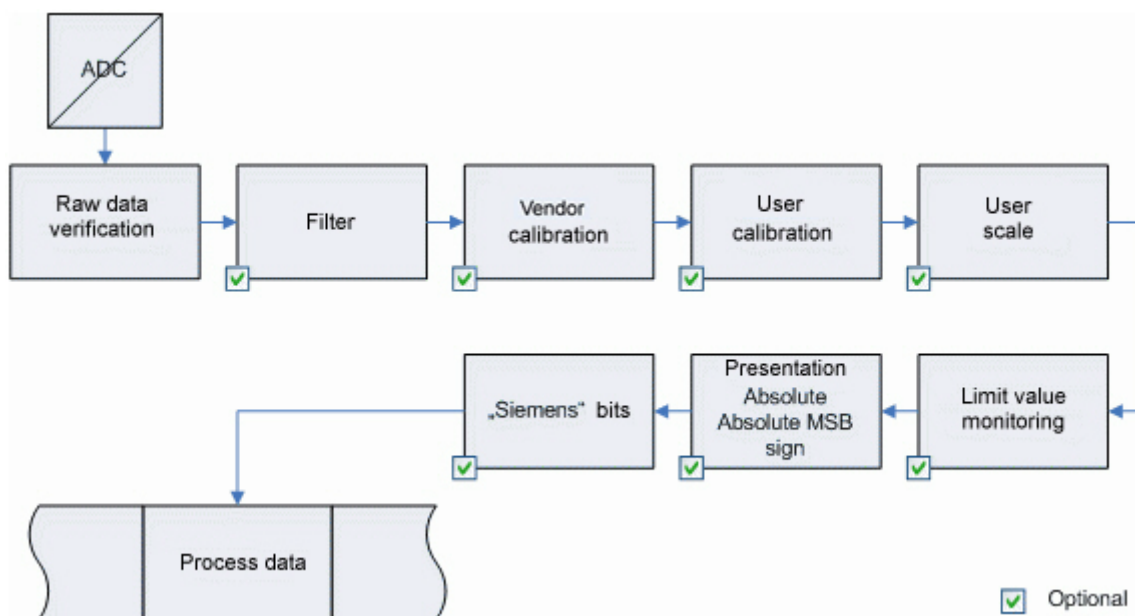 ADC
Raw data
verification
Filter
Vendor
calibration
User
calibration
User
scale
„Siemens“ bits
Presentation
Absolute
Absolute MSB
sign
Limit value
monitoring
Process data
Optional